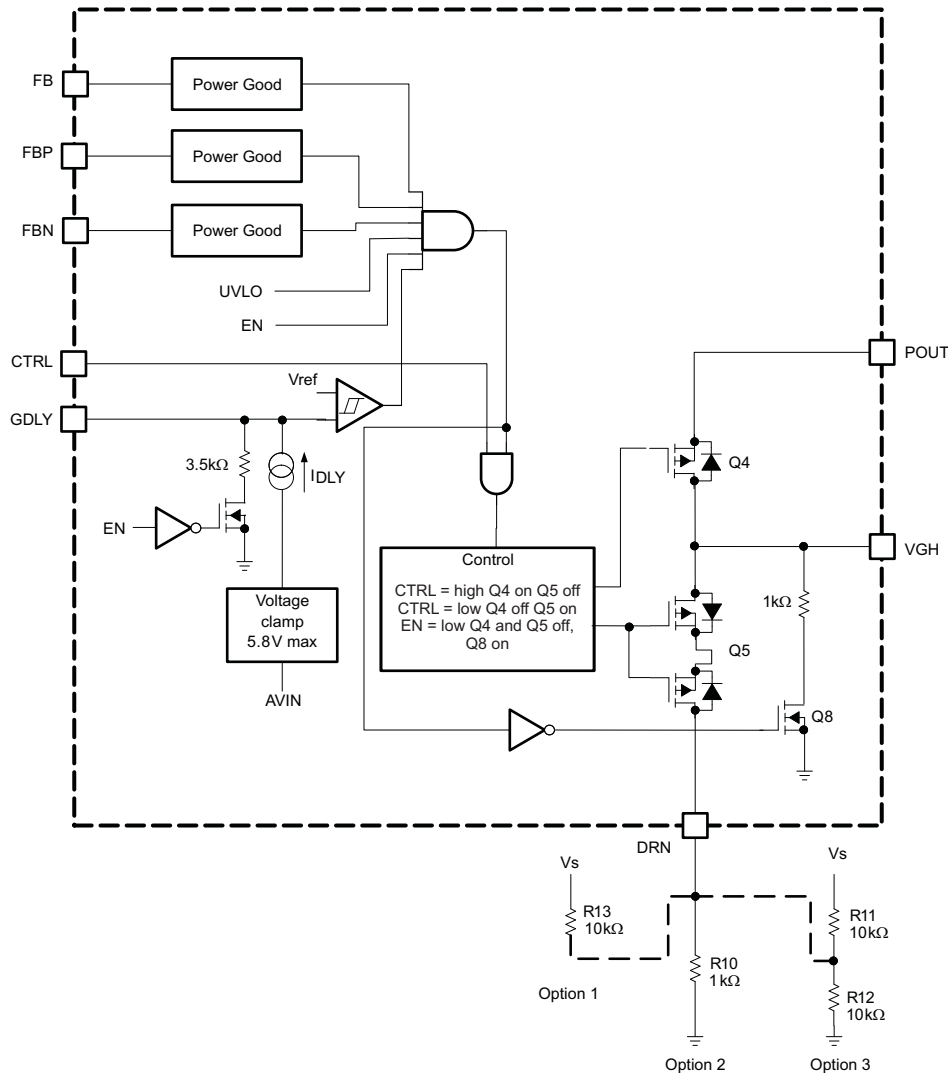 FB
Power Good
FBP
Power Good
FBN
Power Good
UVLO
EN
CTRL
POUT
Vref
GDLY
3.5kΩ
IDLY
Q4
EN
VGH
Control
CTRL = high Q4 on Q5 off
CTRL = low Q4 off Q5 on
EN = low Q4 and Q5 off,
Q8 on
1kΩ
Voltage
clamp
5.8V max
Q5
AVIN
Q8
DRN
Vs
Vs
R13
10kΩ
R11
10kΩ
R10
1kΩ
Option 1
R12
10kΩ
Option 2
Option 3